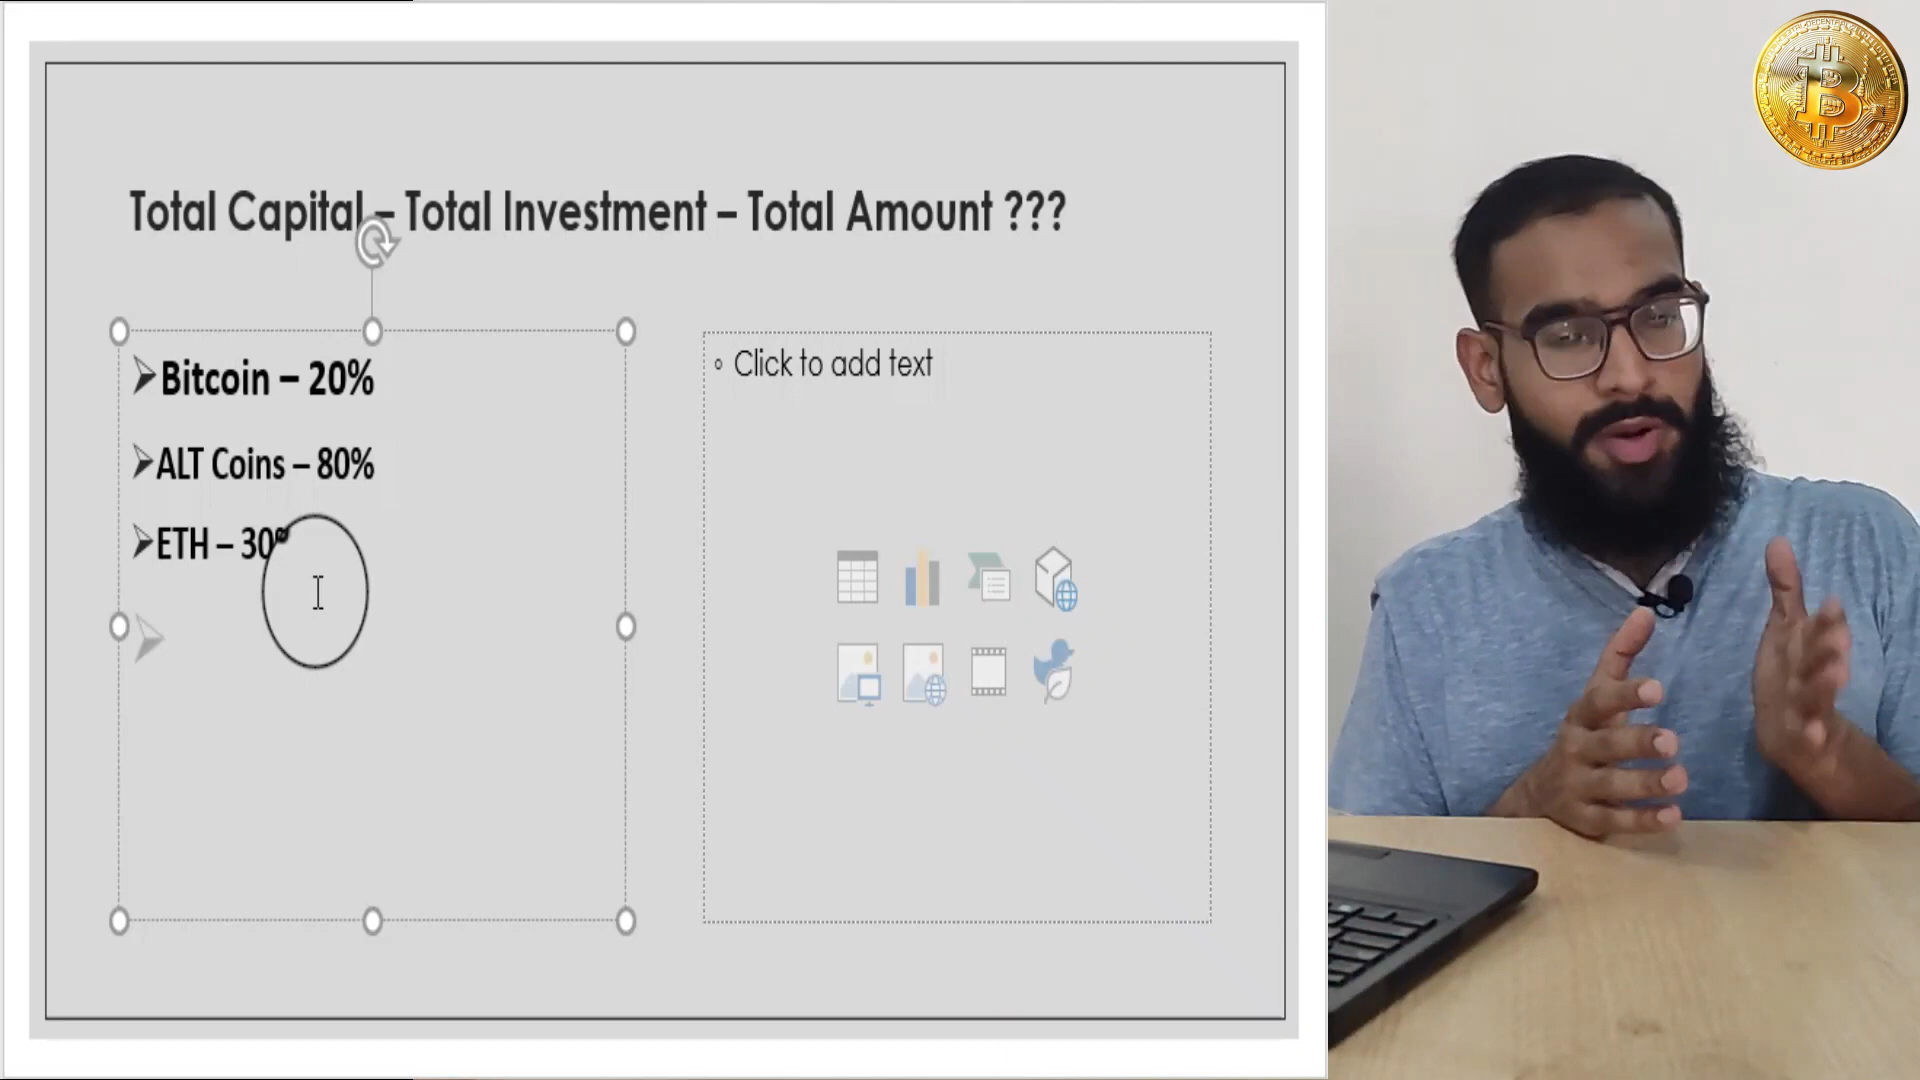 Total Capital – Total Investment – Total Amount ???
Bitcoin – 20%
ALT Coins – 80%
ETH – 30%
Click to add text